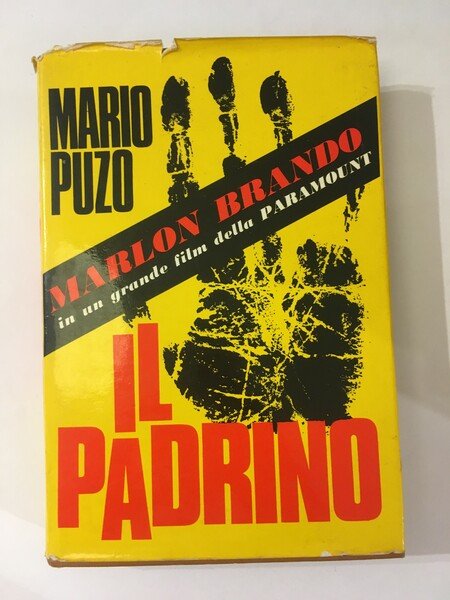 MARIO
PUZO
MARLON BRANDO
in un grande film della PARAMOUNT
IL
PADRINO